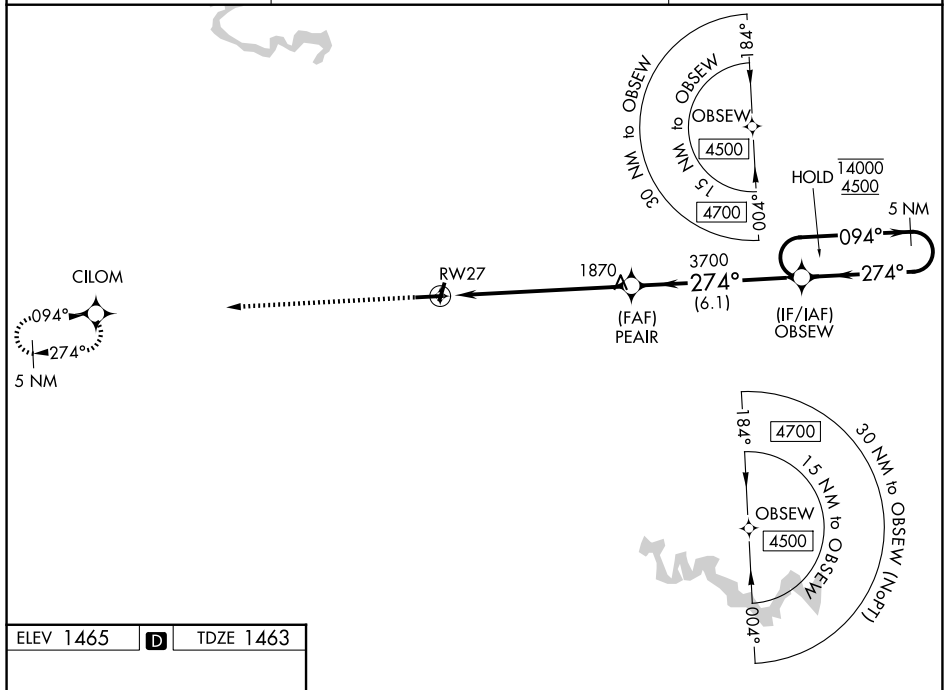 184°
30 NM to OBSEW
15 NM to OBSEW
OBSEW
4500
4700
004°
HOLD
14000
4500
5 NM
094°
274°
CILOM
094°
274°
5 NM
RW27
1870
(FAF)
PEAIR
3700
274°
(6.1)
(IF/IAF)
OBSEW
184°
4700
30 NM to OBSEW (NoPT)
15 NM to OBSEW
OBSEW
4500
004°
ELEV 1465 D TDZE 1463